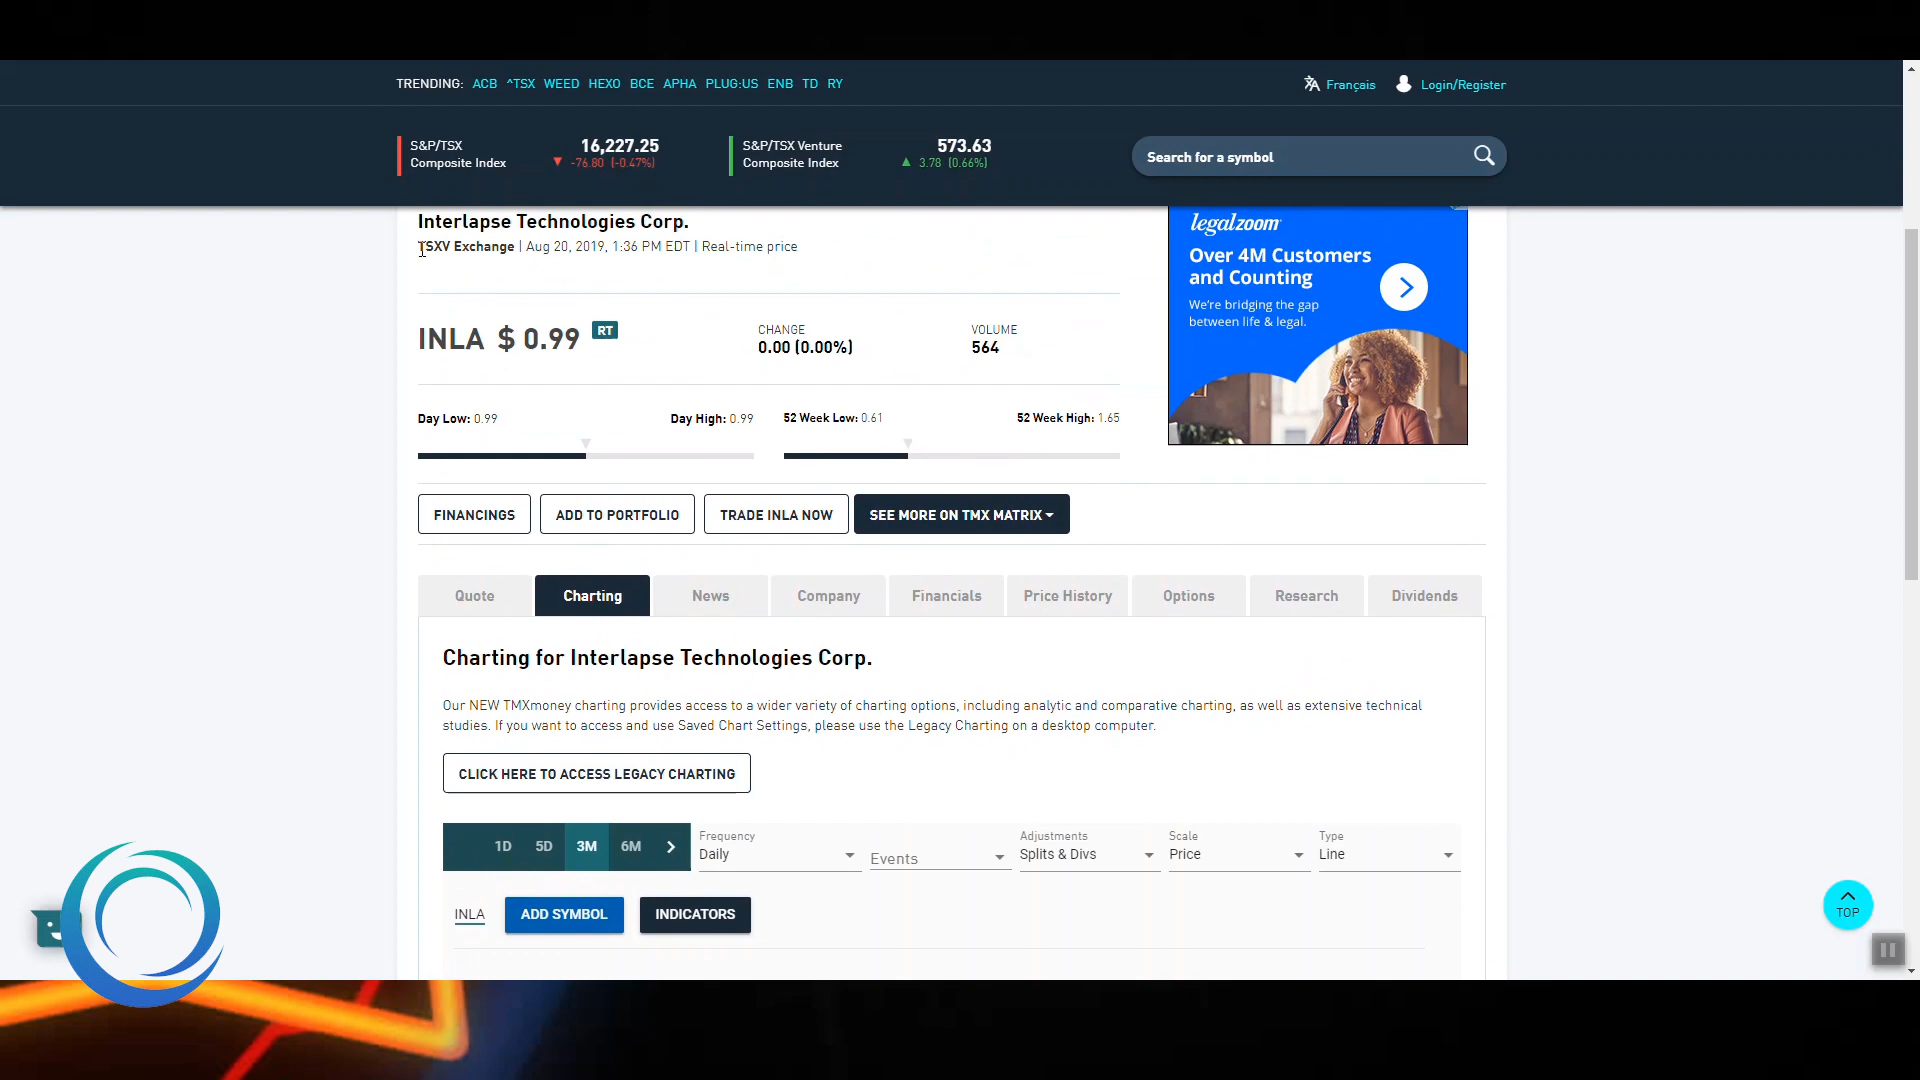 TRENDING: ACB ^TSX WEED HEXO BCE APHA PLUG:US ENB TD RY
Français Login/Register
S&P/TSX
Composite Index
16,227.25
-76.80 (-0.47%)
S&P/TSX Venture
Composite Index
573.63
3.78 (0.66%)
Search for a symbol
Interlapse Technologies Corp.
TSXV Exchange | Aug 20, 2019, 1:36 PM EDT | Real-time price
legalzoom
Over 4M Customers
and Counting
We're bridging the gap
between life & legal.
INLA $ 0.99 RT
CHANGE
0.00 (0.00%)
VOLUME
564
Day Low: 0.99
Day High: 0.99
52 Week Low: 0.61
52 Week High: 1.65
FINANCINGS
ADD TO PORTFOLIO
TRADE INLA NOW
SEE MORE ON TMX MATRIX
Quote
Charting
News
Company
Financials
Price History
Options
Research
Dividends
Charting for Interlapse Technologies Corp.
Our NEW TMXmoney charting provides access to a wider variety of charting options, including analytic and comparative charting, as well as extensive technical
studies. If you want to access and use Saved Chart Settings, please use the Legacy Charting on a desktop computer.
CLICK HERE TO ACCESS LEGACY CHARTING
1D 5D 3M 6M
Frequency
Daily
Events
Adjustments
Splits & Divs
Scale
Price
Type
Line
INLA
ADD SYMBOL
INDICATORS
TOP